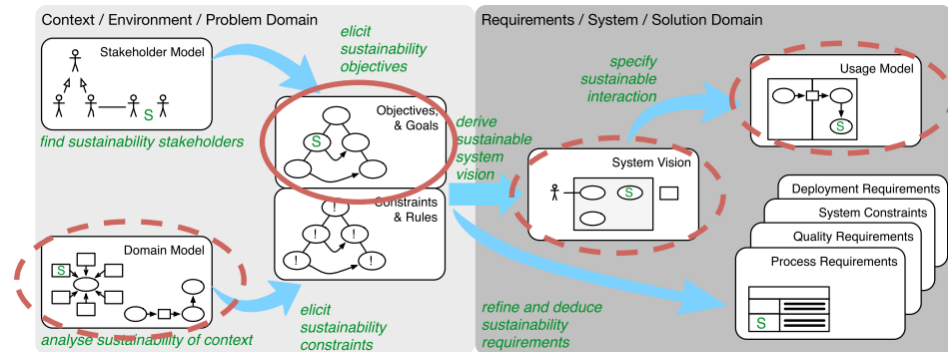 Context / Environment / Problem Domain
Stakeholder Model
S
find sustainability stakeholders
elicit
sustainability
objectives
Objectives,
& Goals
S
Constraints
& Rules
!
! !
! !
Domain Model
S
analyse sustainability of context
elicit
sustainability
constraints
derive
sustainable
system
vision
Requirements / System / Solution Domain
specify
sustainable
interaction
Usage Model
S
System Vision
S
Deployment Requirements
System Constraints
Quality Requirements
Process Requirements
S
refine and deduce
sustainability
requirements